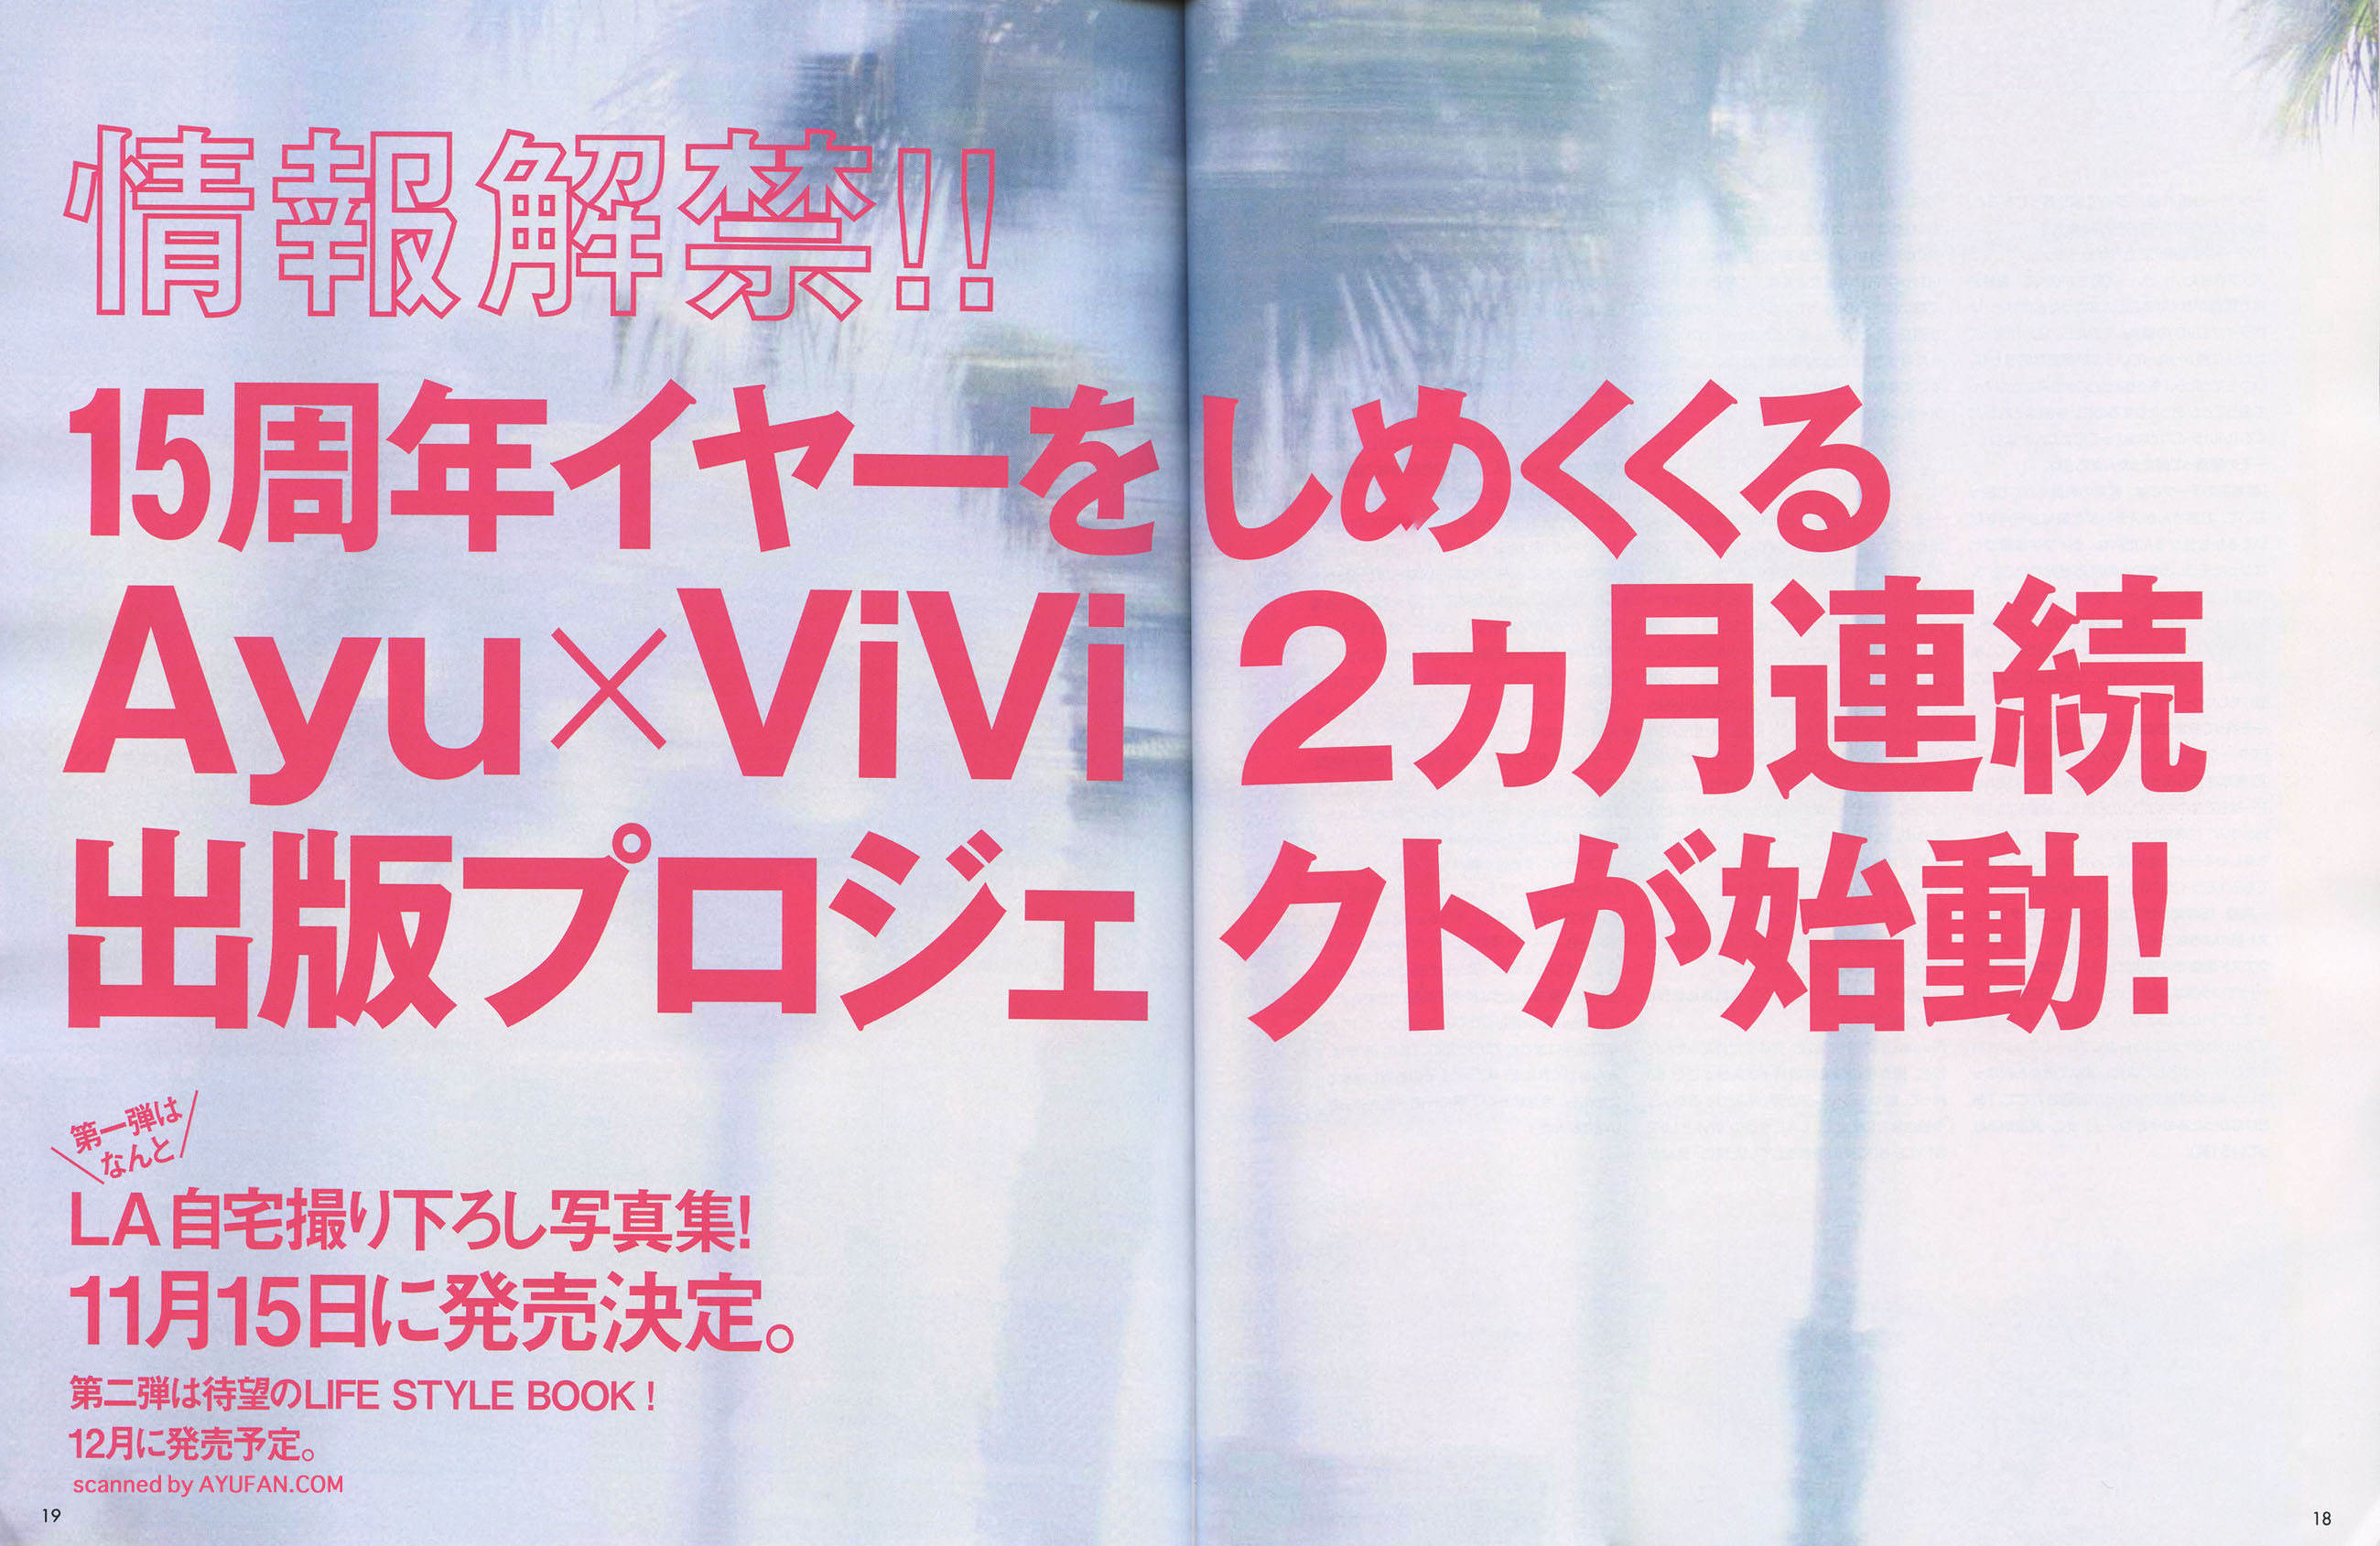 情報解禁!!
15周年イヤーをしめくくる
Ayu×ViVi 2ヵ月連続
出版プロジェクトが始動!
第一弾は
なんと
LA自宅撮り下ろし写真集!
11月15日に発売決定。
第二弾は待望のLIFE STYLE BOOK!
12月に発売予定。
scanned by AYUFAN.COM
19
18